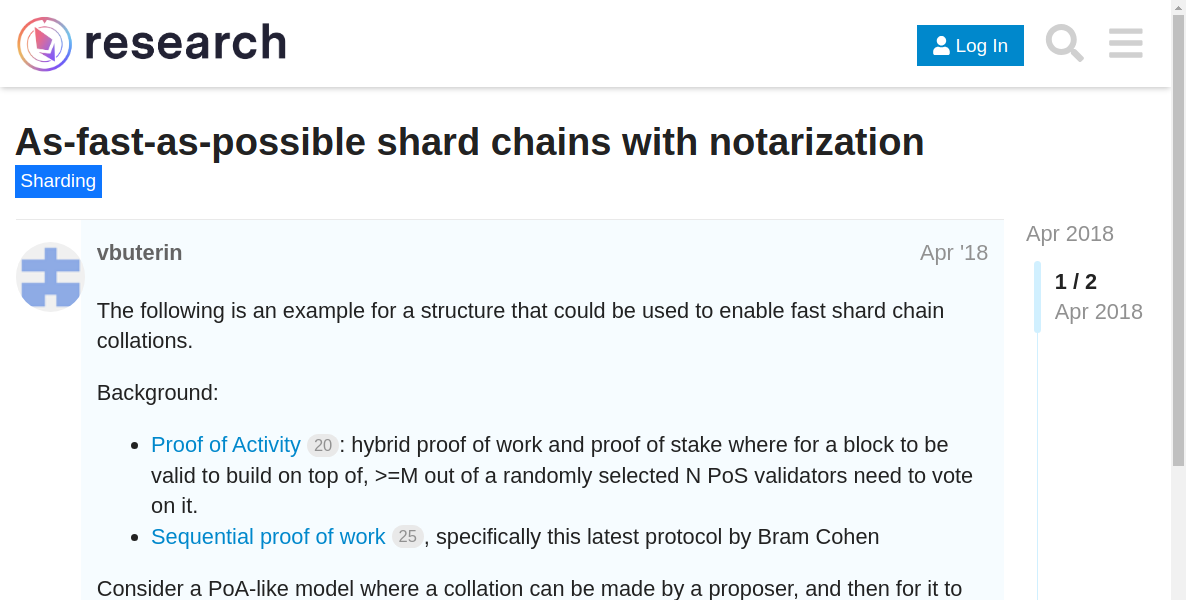 research
Log In
As-fast-as-possible shard chains with notarization
Sharding
vbuterin
Apr '18
Apr 2018
1 / 2
Apr 2018
The following is an example for a structure that could be used to enable fast shard chain
collations.
Background:
Proof of Activity 20: hybrid proof of work and proof of stake where for a block to be
valid to build on top of, >=M out of a randomly selected N PoS validators need to vote
on it.
Sequential proof of work 25, specifically this latest protocol by Bram Cohen
Consider a PoA-like model where a collation can be made by a proposer, and then for it to